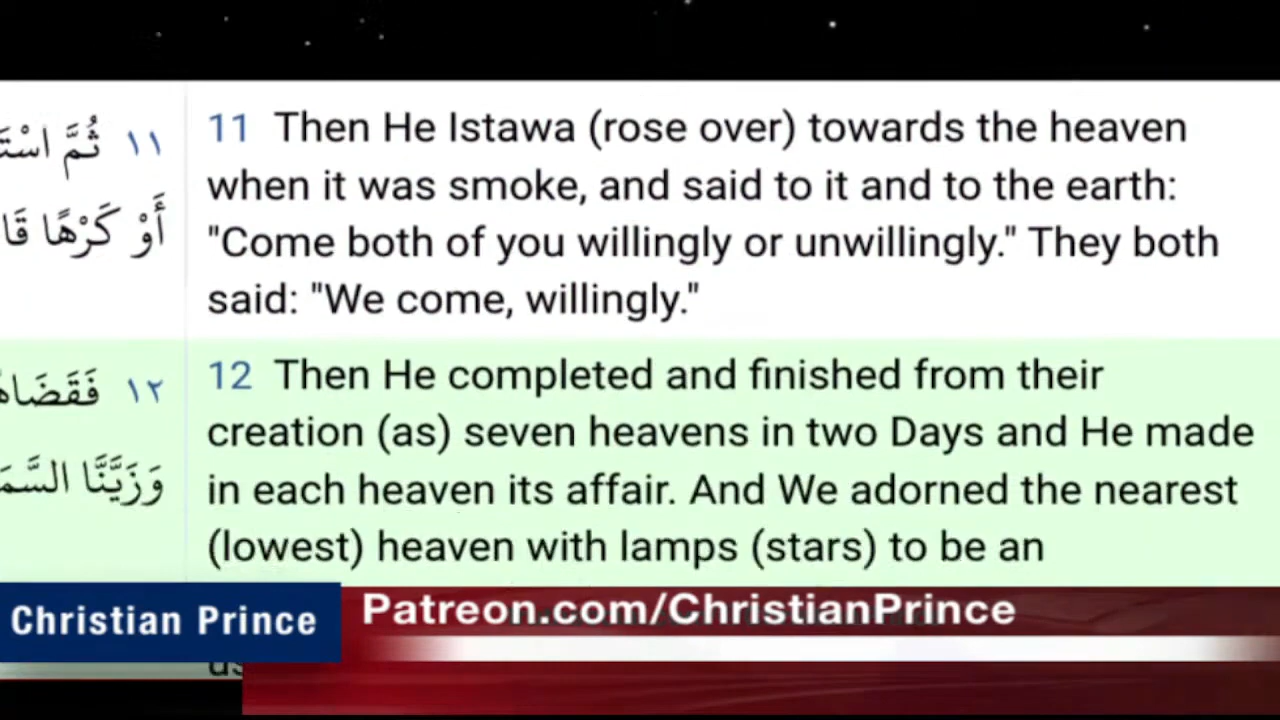 ١١ ثُمَّ
11 Then He Istawa (rose over) towards the heaven
when it was smoke, and said to it and to the earth:
أَوْ كَرْهًا
"Come both of you willingly or unwillingly." They both
said: "We come, willingly."
١٢
12 Then He completed and finished from their
creation (as) seven heavens in two Days and He made
وَزَيَّنَّا
in each heaven its affair. And We adorned the nearest
(lowest) heaven with lamps (stars) to be an
Christian Prince
Patreon.com/ChristianPrince